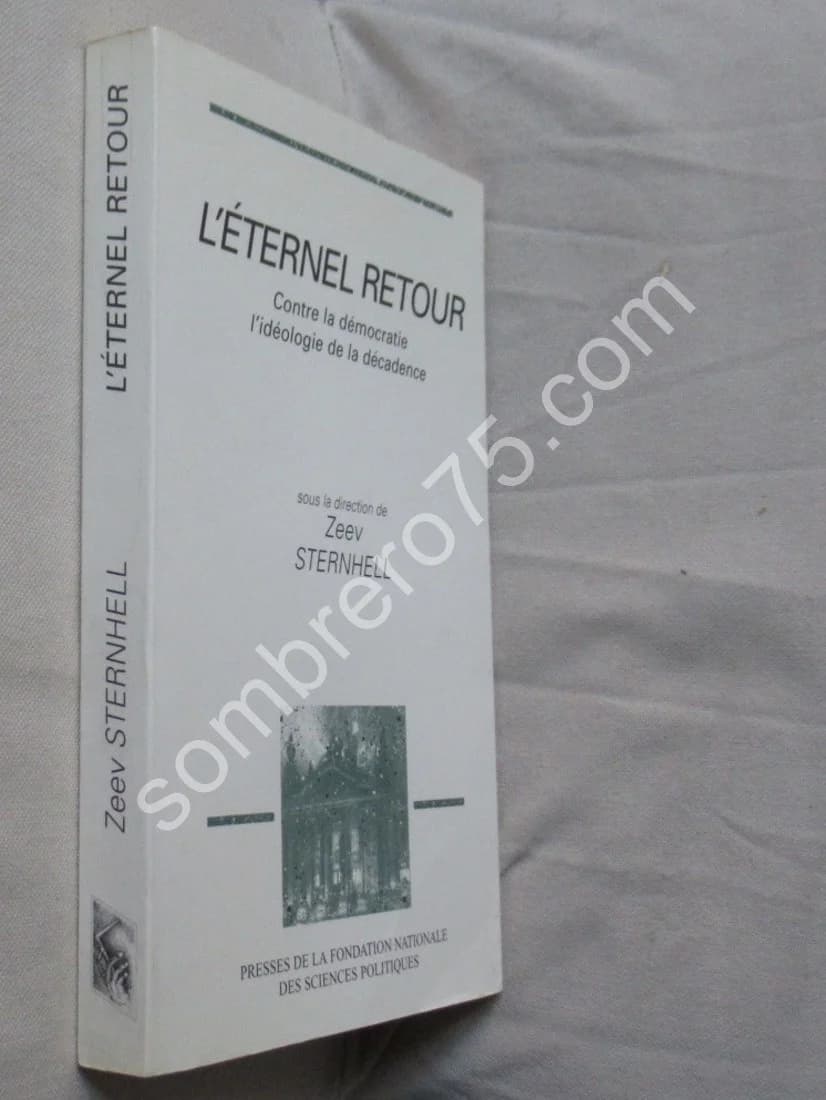 L'ÉTERNEL RETOUR
Zeev STERNHELL
L'ÉTERNEL RETOUR
Contre la démocratie
l'idéologie de la décadence
sous la direction de
Zeev
STERNHELL
PRESSES DE LA FONDATION NATIONALE
DES SCIENCES POLITIQUES
sombrero75.com